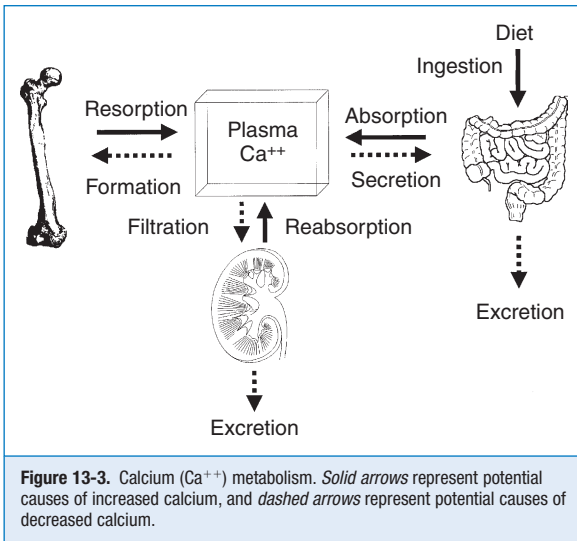 Diet
Ingestion
Resorption
Plasma
Ca⁺⁺
Absorption
Formation
Secretion
Filtration
Reabsorption
Excretion
Excretion
Figure 13-3. Calcium (Ca⁺⁺) metabolism. Solid arrows represent potential
causes of increased calcium, and dashed arrows represent potential causes of
decreased calcium.